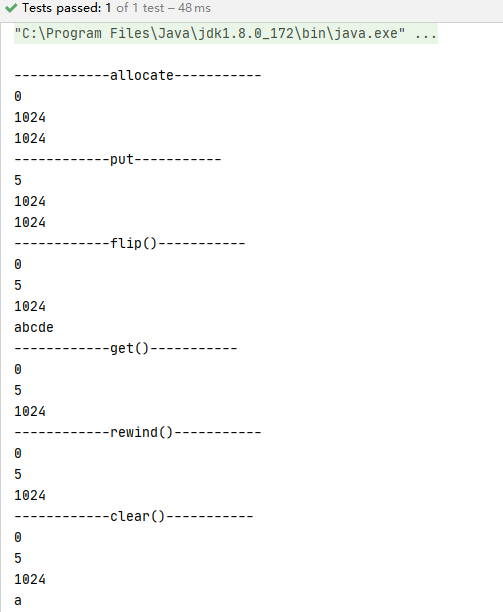 Tests passed: 1 of 1 test – 48 ms
"C:\Program Files\Java\jdk1.8.0_172\bin\java.exe" ...
------------allocate-----------
0
1024
1024
------------put-----------
5
1024
1024
------------flip()-----------
0
5
1024
abcde
------------get()-----------
0
5
1024
------------rewind()-----------
0
5
1024
------------clear()-----------
0
5
1024
a